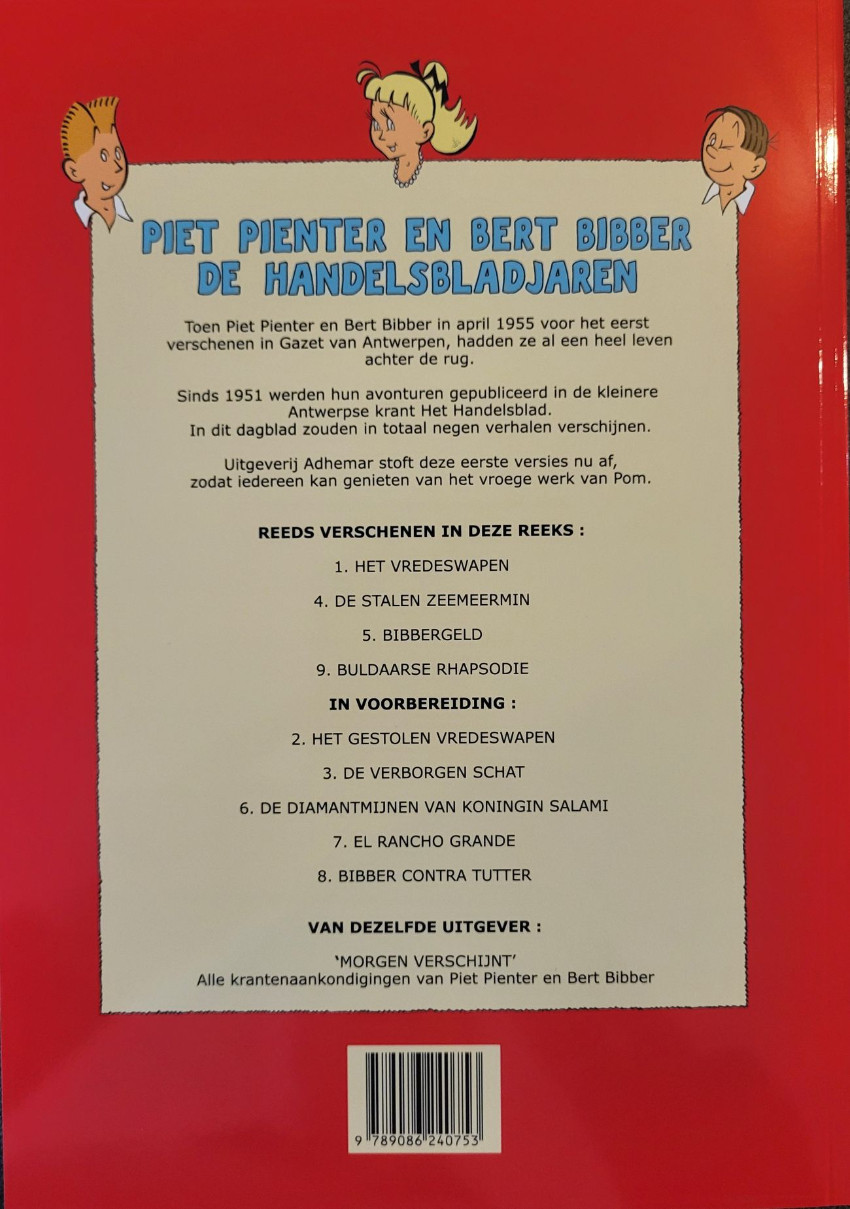 PIET PIENTER EN BERT BIBBER
DE HANDELSBLADJAREN
Toen Piet Pienter en Bert Bibber in april 1955 voor het eerst
verschenen in Gazet van Antwerpen, hadden ze al een heel leven
achter de rug.
Sinds 1951 werden hun avonturen gepubliceerd in de kleinere
Antwerpse krant Het Handelsblad.
In dit dagblad zouden in totaal negen verhalen verschijnen.
Uitgeverij Adhemar stoft deze eerste versies nu af,
zodat iedereen kan genieten van het vroege werk van Pom.
REEDS VERSCHENEN IN DEZE REEKS :
1. HET VREDESWAPEN
4. DE STALEN ZEEMEERMIN
5. BIBBERGELD
9. BULDAARSE RHAPSODIE
IN VOORBEREIDING :
2. HET GESTOLEN VREDESWAPEN
3. DE VERBORGEN SCHAT
6. DE DIAMANTMIJNEN VAN KONINGIN SALAMI
7. EL RANCHO GRANDE
8. BIBBER CONTRA TUTTER
VAN DEZELFDE UITGEVER :
‘MORGEN VERSCHIJNT’
Alle krantenaankondigingen van Piet Pienter en Bert Bibber
9 789086 240753